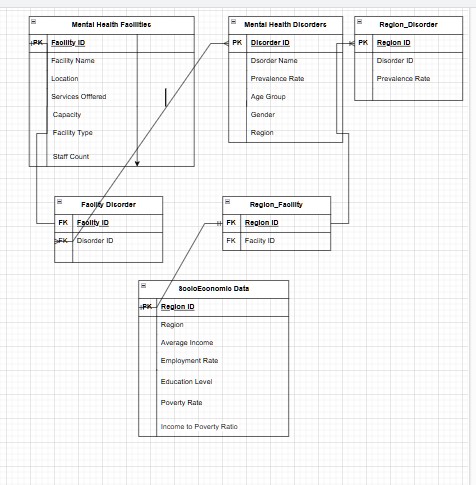 Mental Health Facilities
PK Facility ID
Facility Name
Location
Services Offfered
Capacity
Facility Type
Staff Count
Mental Health Disorders
PK Disorder ID
Dsorder Name
Prevalence Rate
Age Group
Gender
Region
Region_Disorder
PK Region ID
Disorder ID
Prevalence Rate
Facility Disorder
FK Facility ID
FK Disorder ID
Region_Facility
FK Region ID
FK Facility ID
SocioEconomic Data
PK Region ID
Region
Average Income
Employment Rate
Education Level
Poverty Rate
Income to Poverty Ratio